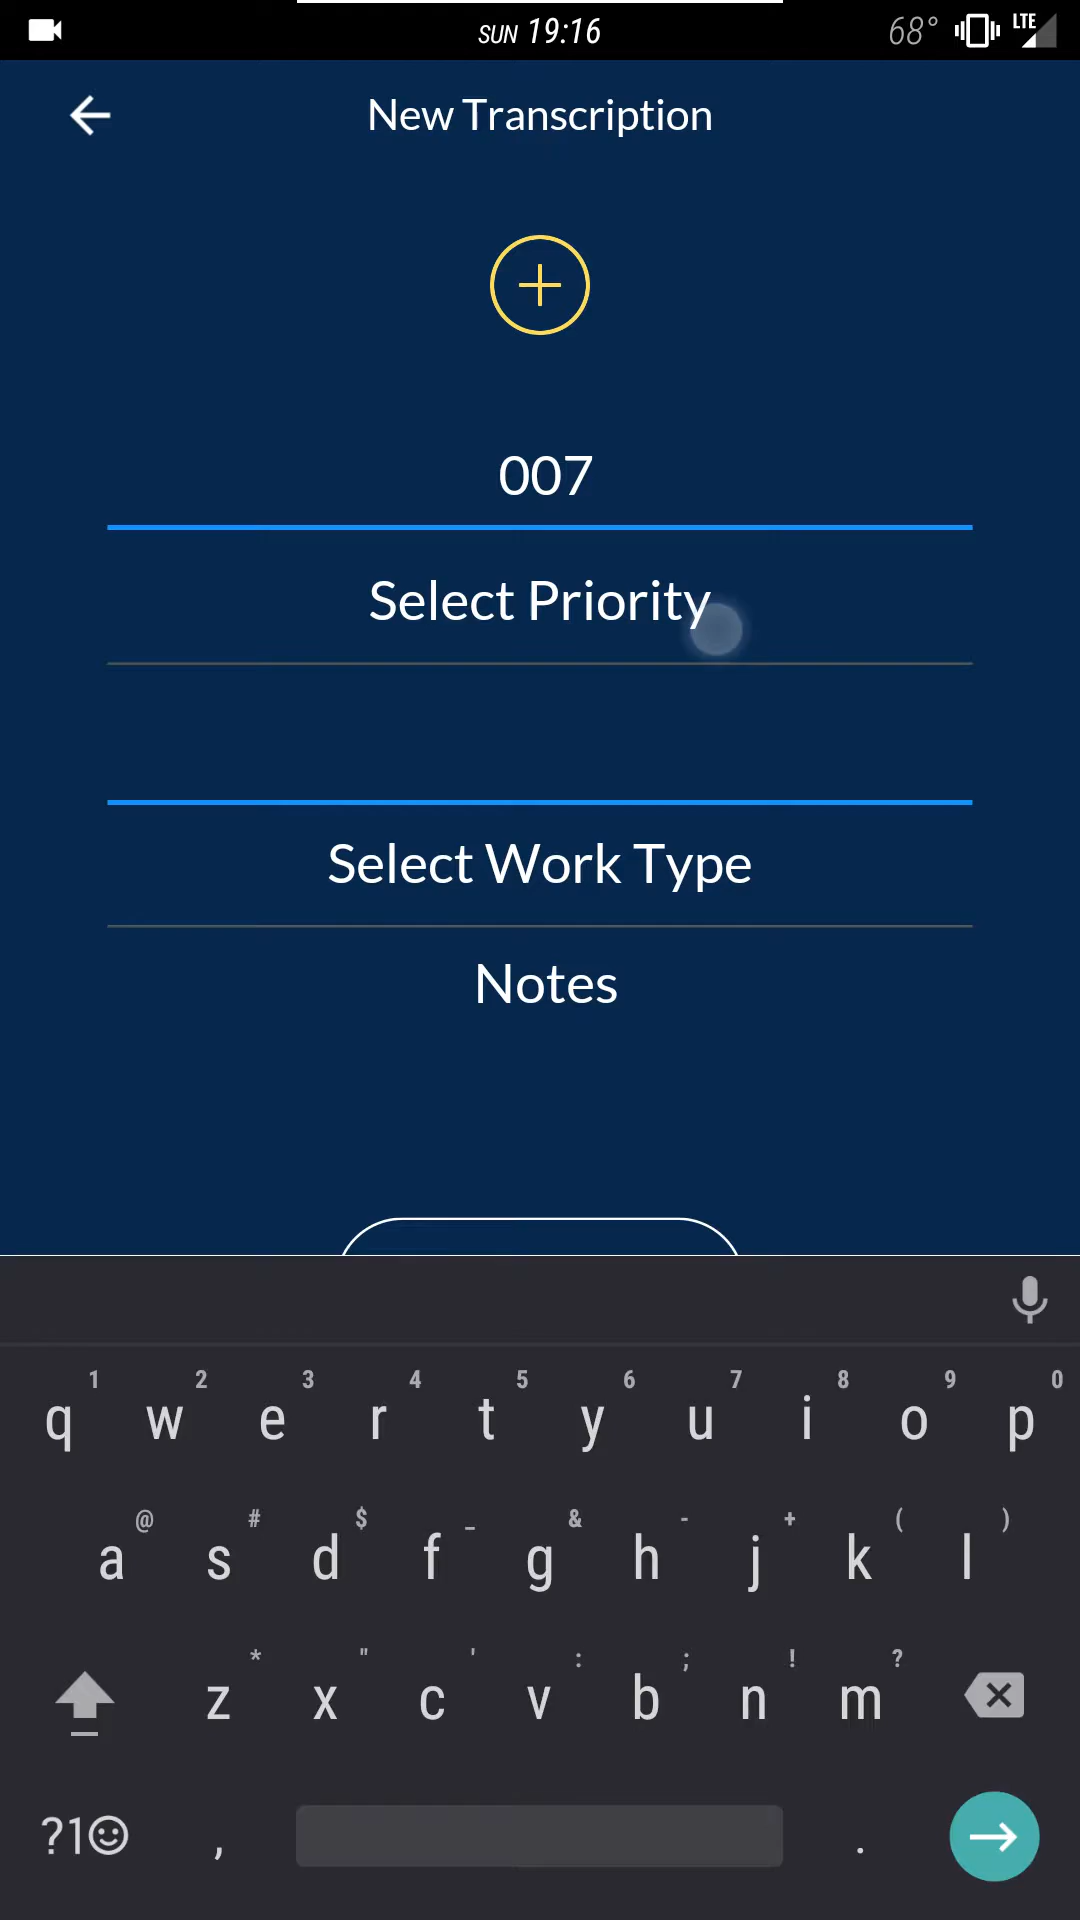 SUN 19:16 68° LTE
New Transcription
007
Select Priority
Select Work Type
Notes
1 2 3 4 5 6 7 8 9 0
q w e r t y u i o p
@ # $ _ & - + ( )
a s d f g h j k l
* " ' : ; ! ?
z x c v b n m
?1 , .